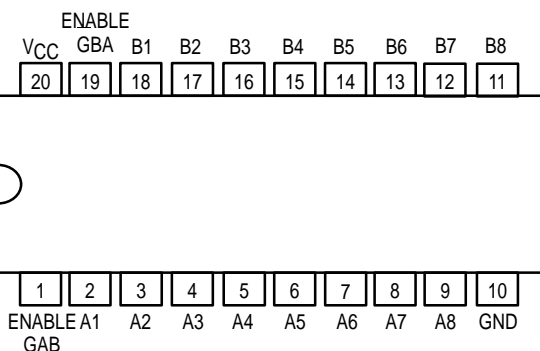 ENABLE
VCC GBA B1 B2 B3 B4 B5 B6 B7 B8
20 19 18 17 16 15 14 13 12 11
1 2 3 4 5 6 7 8 9 10
ENABLE A1 A2 A3 A4 A5 A6 A7 A8 GND
GAB